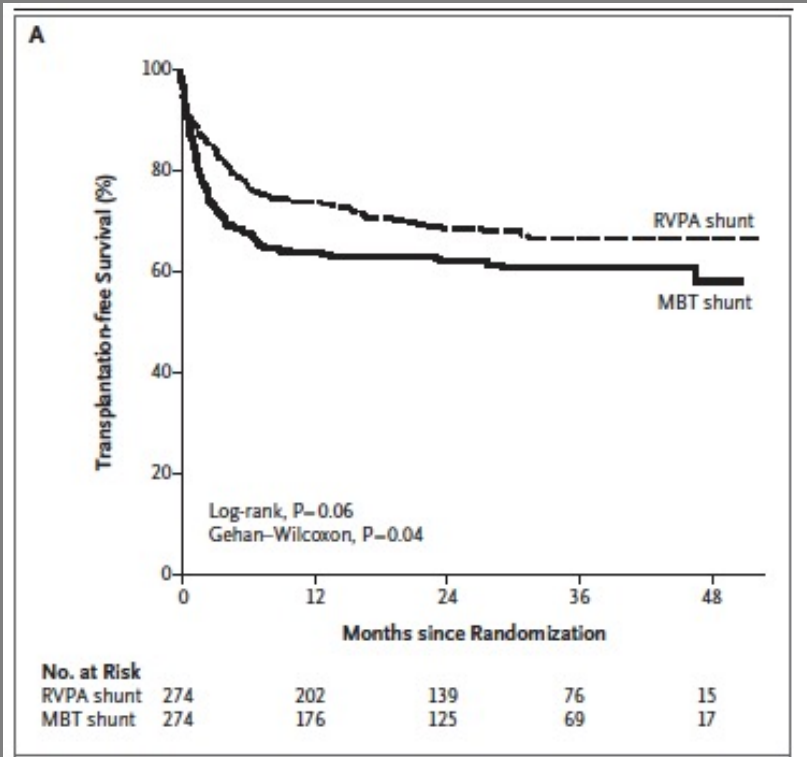 A
100
80
60
40
20
0
Transplantation-free Survival (%)
RVPA shunt
MBT shunt
Log-rank, P=0.06
Gehan–Wilcoxon, P=0.04
0 12 24 36 48
Months since Randomization
No. at Risk
RVPA shunt 274 202 139 76 15
MBT shunt 274 176 125 69 17